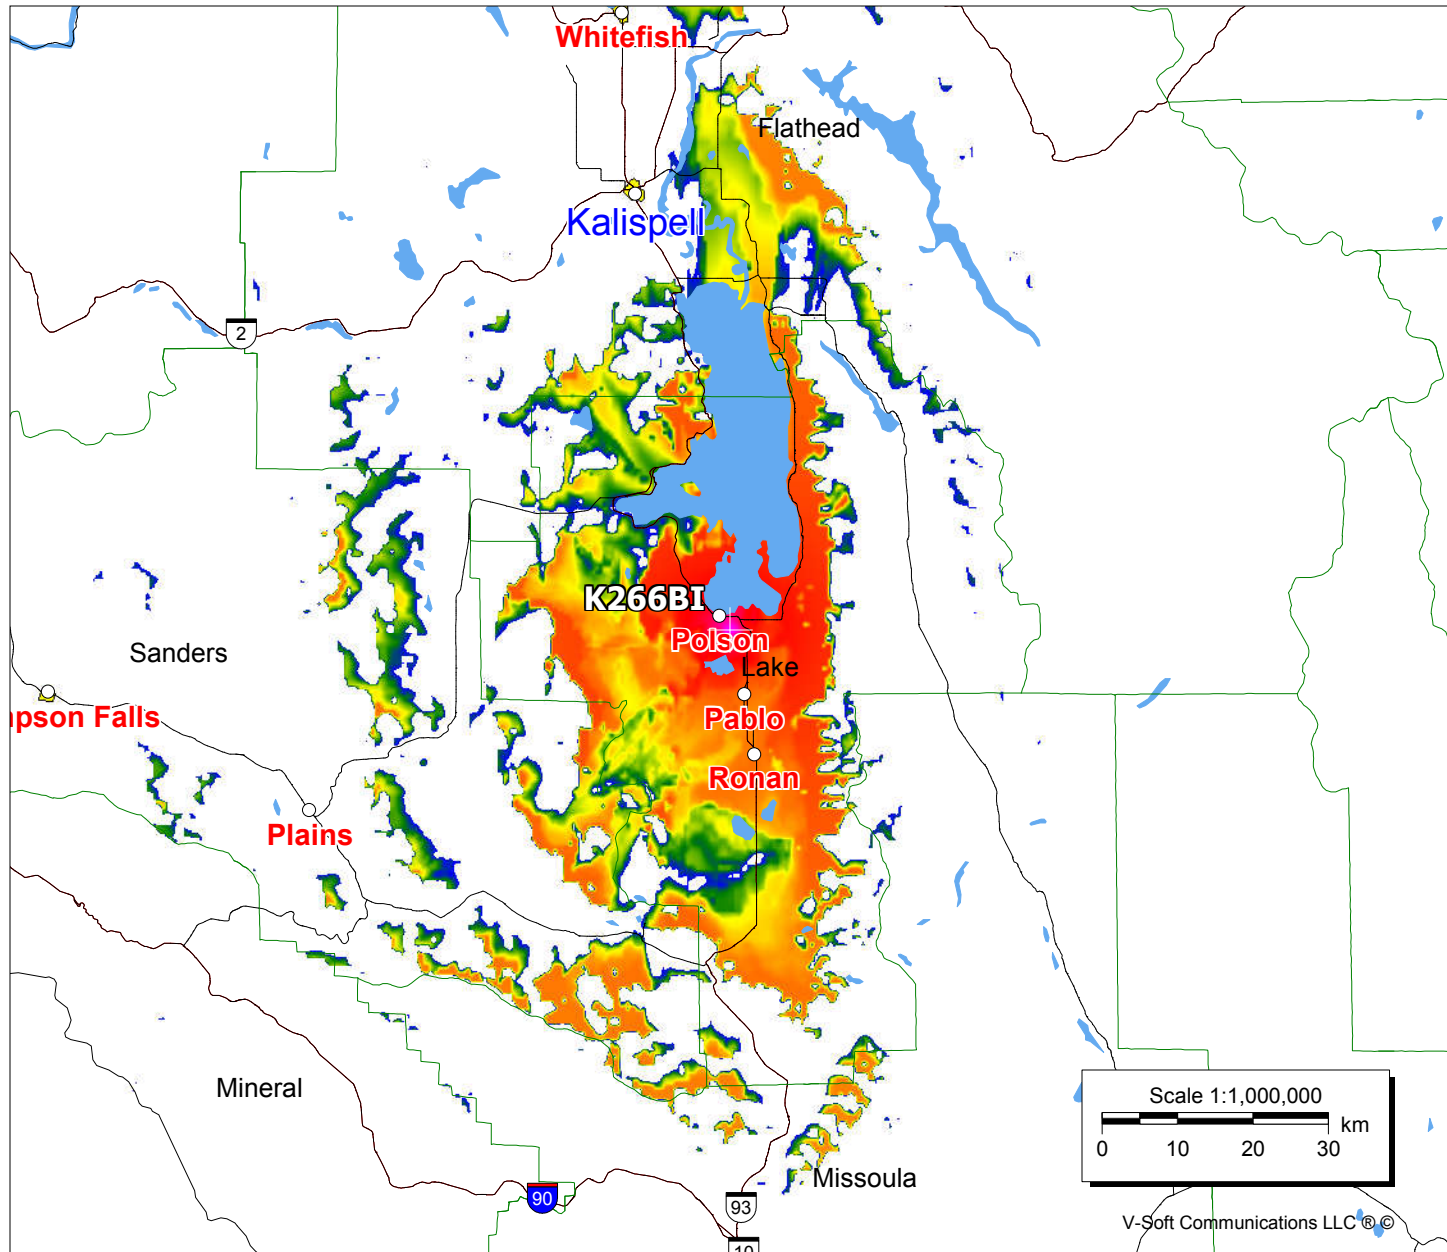 Whitefish
Flathead
Kalispell
2
K266BI
Polson
Sanders
Lake
mpson Falls
Pablo
Ronan
Plains
Mineral
Scale 1:1,000,000
km
0 10 20 30
Missoula
90
93
V-Soft Communications LLC ® ©
10